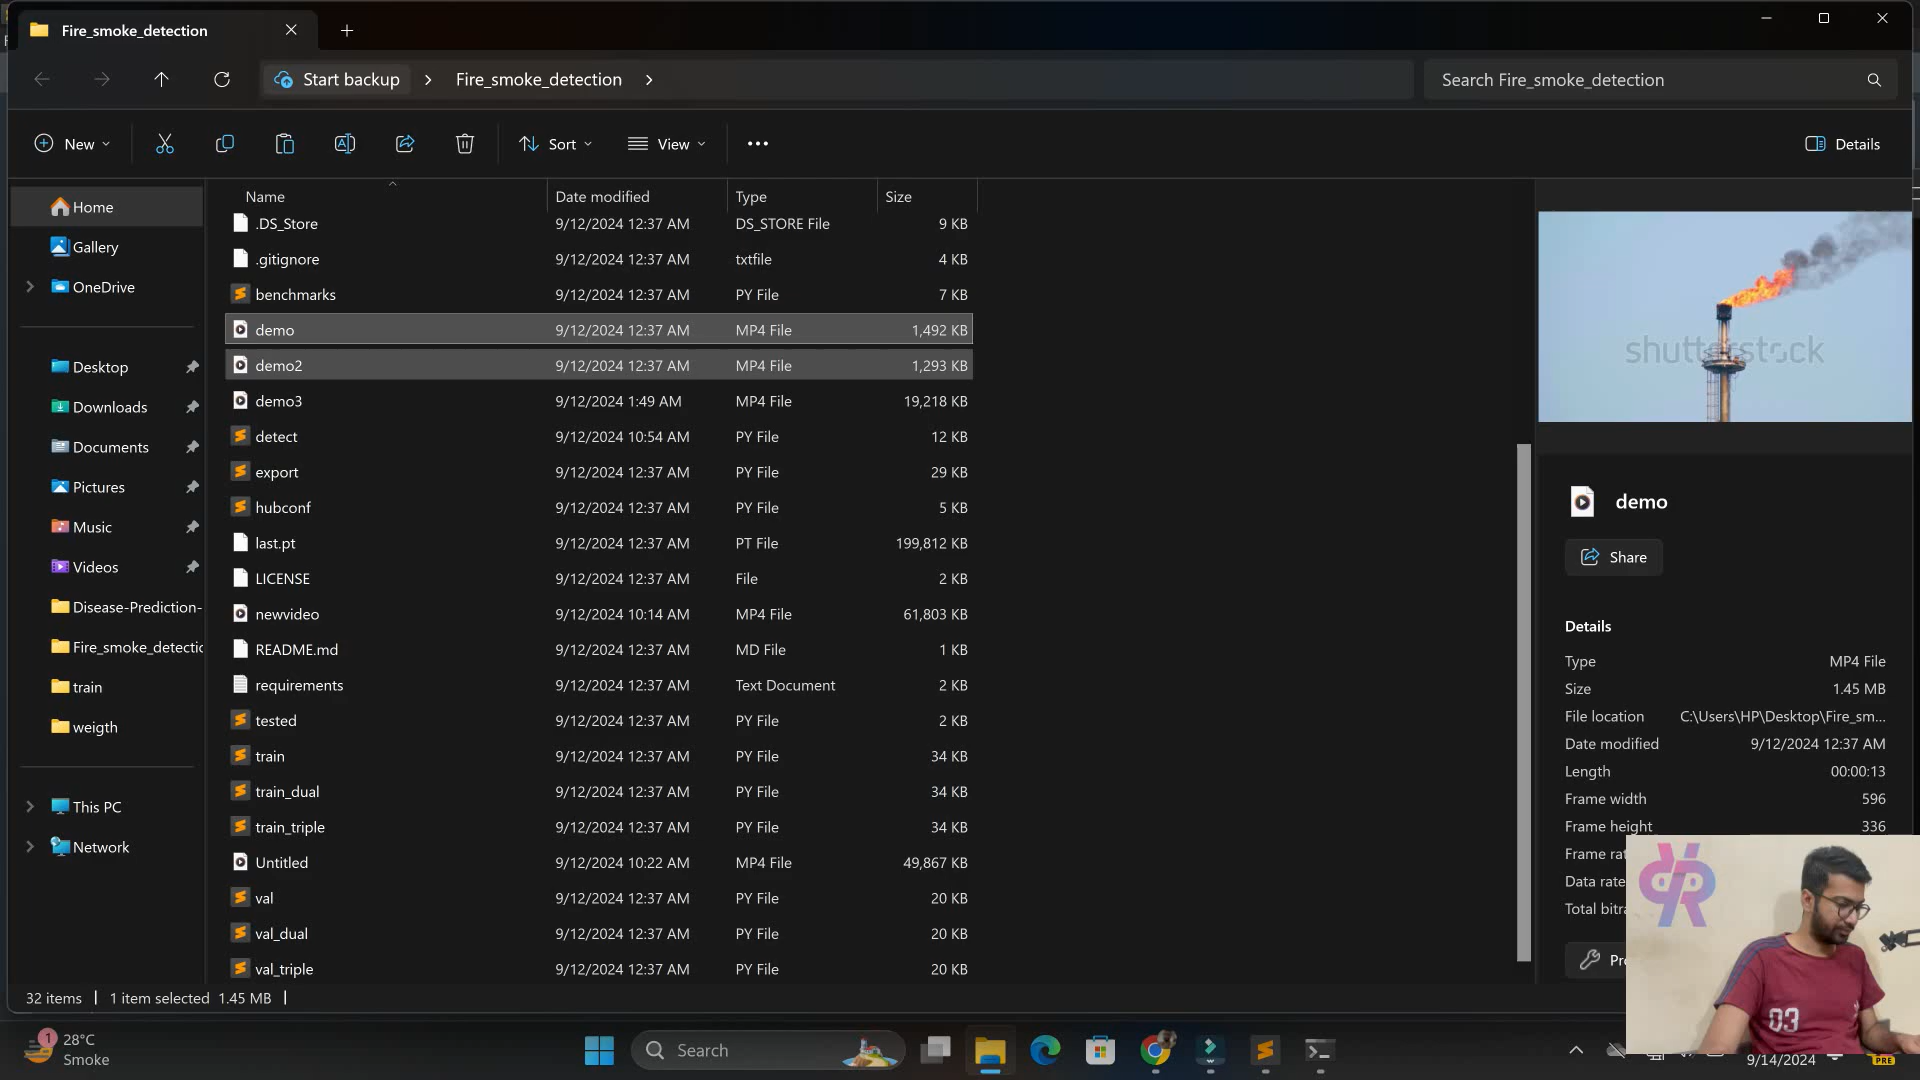 Fire_smoke_detection
Start backup
Fire_smoke_detection
Search Fire_smoke_detection
New
Sort
View
Details
Home
Gallery
OneDrive
Desktop
Downloads
Documents
Pictures
Music
Videos
Disease-Prediction-
Fire_smoke_detectic
train
weigth
This PC
Network
Name Date modified Type Size
.DS_Store 9/12/2024 12:37 AM DS_STORE File 9 KB
.gitignore 9/12/2024 12:37 AM txtfile 4 KB
benchmarks 9/12/2024 12:37 AM PY File 7 KB
demo 9/12/2024 12:37 AM MP4 File 1,492 KB
demo2 9/12/2024 12:37 AM MP4 File 1,293 KB
demo3 9/12/2024 1:49 AM MP4 File 19,218 KB
detect 9/12/2024 10:54 AM PY File 12 KB
export 9/12/2024 12:37 AM PY File 29 KB
hubconf 9/12/2024 12:37 AM PY File 5 KB
last.pt 9/12/2024 12:37 AM PT File 199,812 KB
LICENSE 9/12/2024 12:37 AM File 2 KB
newvideo 9/12/2024 10:14 AM MP4 File 61,803 KB
README.md 9/12/2024 12:37 AM MD File 1 KB
requirements 9/12/2024 12:37 AM Text Document 2 KB
tested 9/12/2024 12:37 AM PY File 2 KB
train 9/12/2024 12:37 AM PY File 34 KB
train_dual 9/12/2024 12:37 AM PY File 34 KB
train_triple 9/12/2024 12:37 AM PY File 34 KB
Untitled 9/12/2024 10:22 AM MP4 File 49,867 KB
val 9/12/2024 12:37 AM PY File 20 KB
val_dual 9/12/2024 12:37 AM PY File 20 KB
val_triple 9/12/2024 12:37 AM PY File 20 KB
shutterstock
demo
Share
Details
Type MP4 File
Size 1.45 MB
File location C:\Users\HP\Desktop\Fire_sm...
Date modified 9/12/2024 12:37 AM
Length 00:00:13
Frame width 596
Frame height 336
Frame ra
Data rate
Total bitra
Pr
03
32 items 1 item selected 1.45 MB
1
28°C
Smoke
Search
9/14/2024
PRE